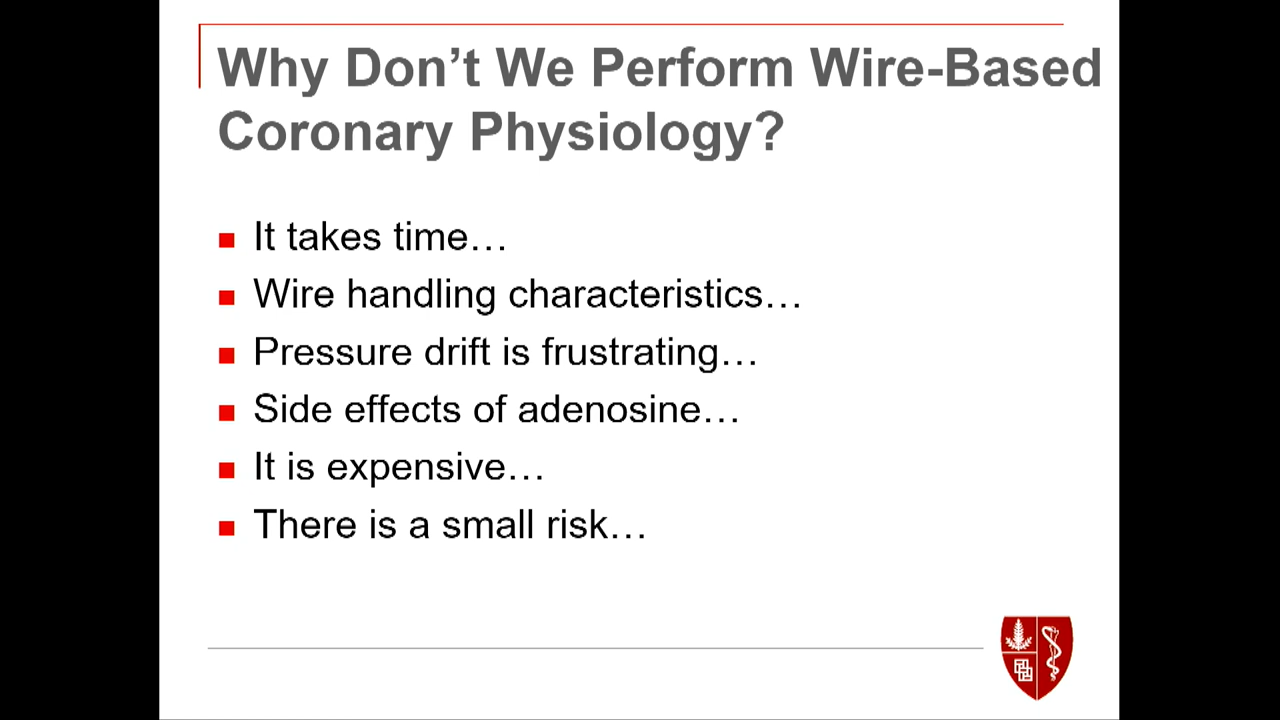 Why Don’t We Perform Wire-Based
Coronary Physiology?
It takes time…
Wire handling characteristics…
Pressure drift is frustrating…
Side effects of adenosine…
It is expensive…
There is a small risk…